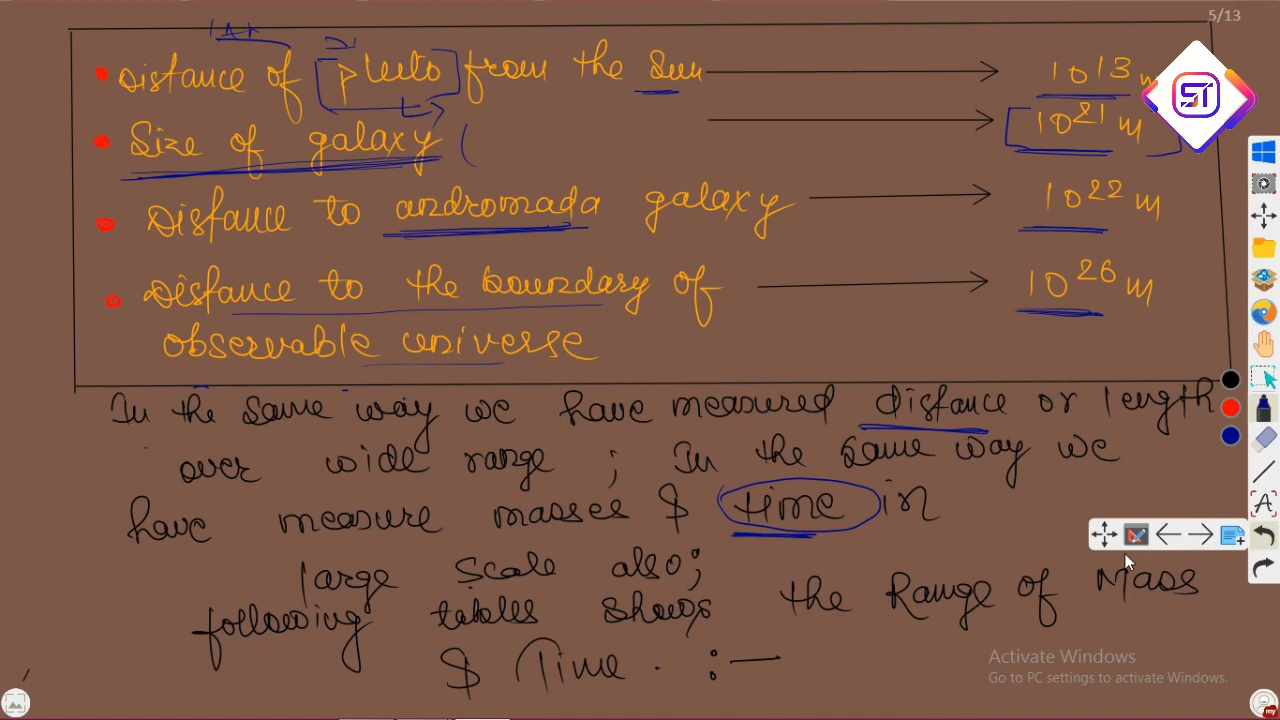 5/13
Distance of pluto from the Sun 10^13 m
Size of galaxy ( 10^21 m
Distance to andromada galaxy 10^22 m
Distance to the boundary of 10^26 m
observable universe
In the same way we have measured distance or length
over wide range ; In the same way we
have measure masses & time in
large scale also;
following tables shows the Range of Mass
& Time . :—
ST
Activate Windows
Go to PC settings to activate Windows.